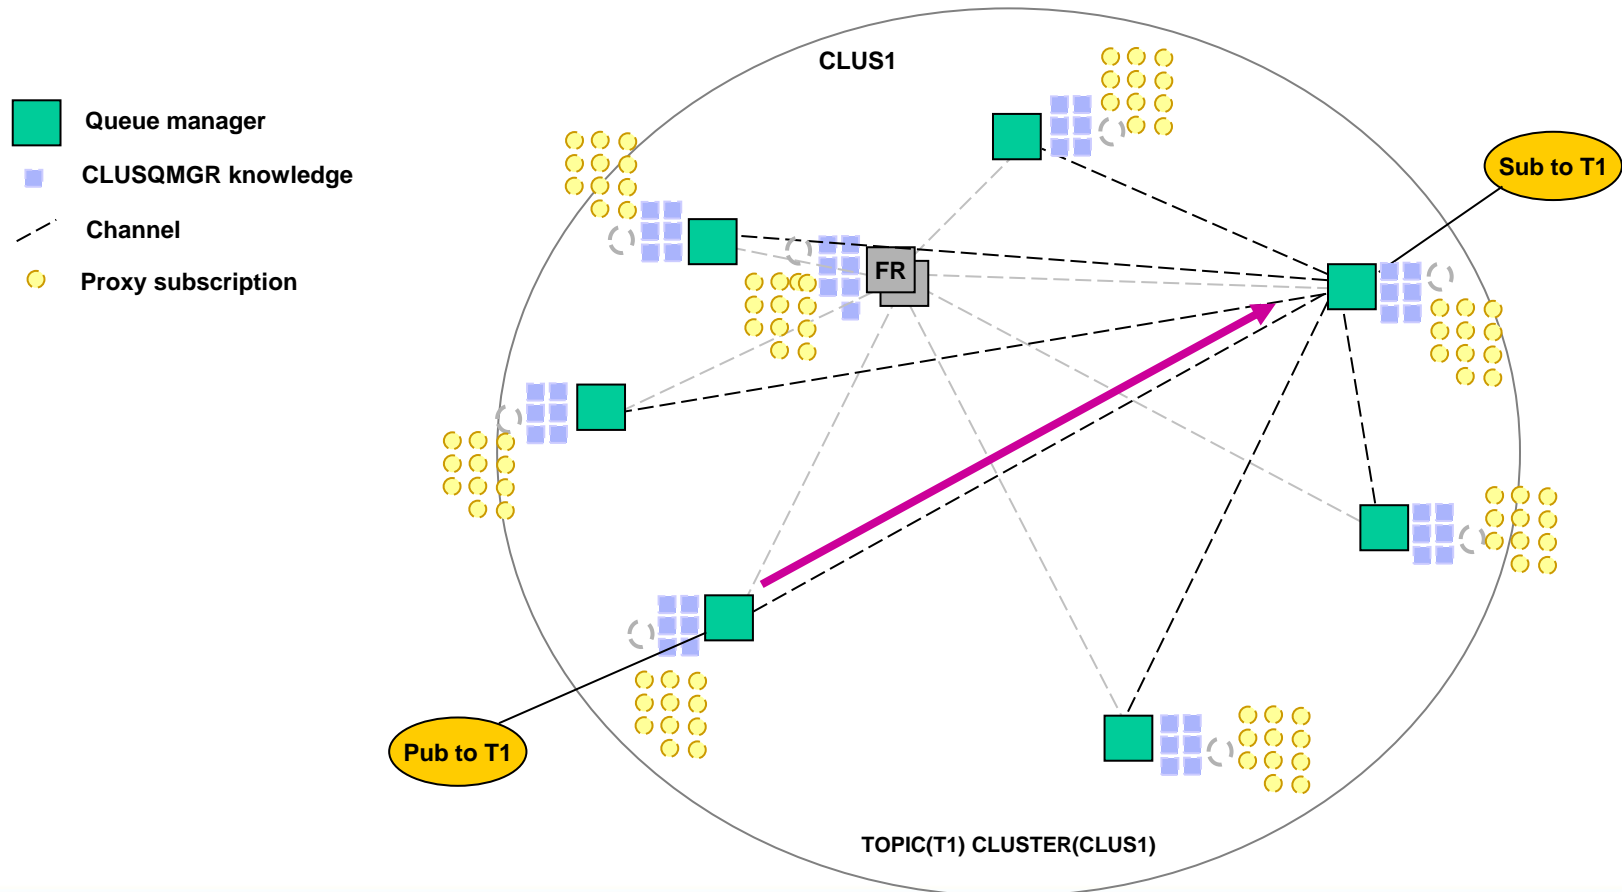 CLUS1
Queue manager
CLUSQMGR knowledge
Channel
Proxy subscription
Sub to T1
FR
Pub to T1
TOPIC(T1) CLUSTER(CLUS1)